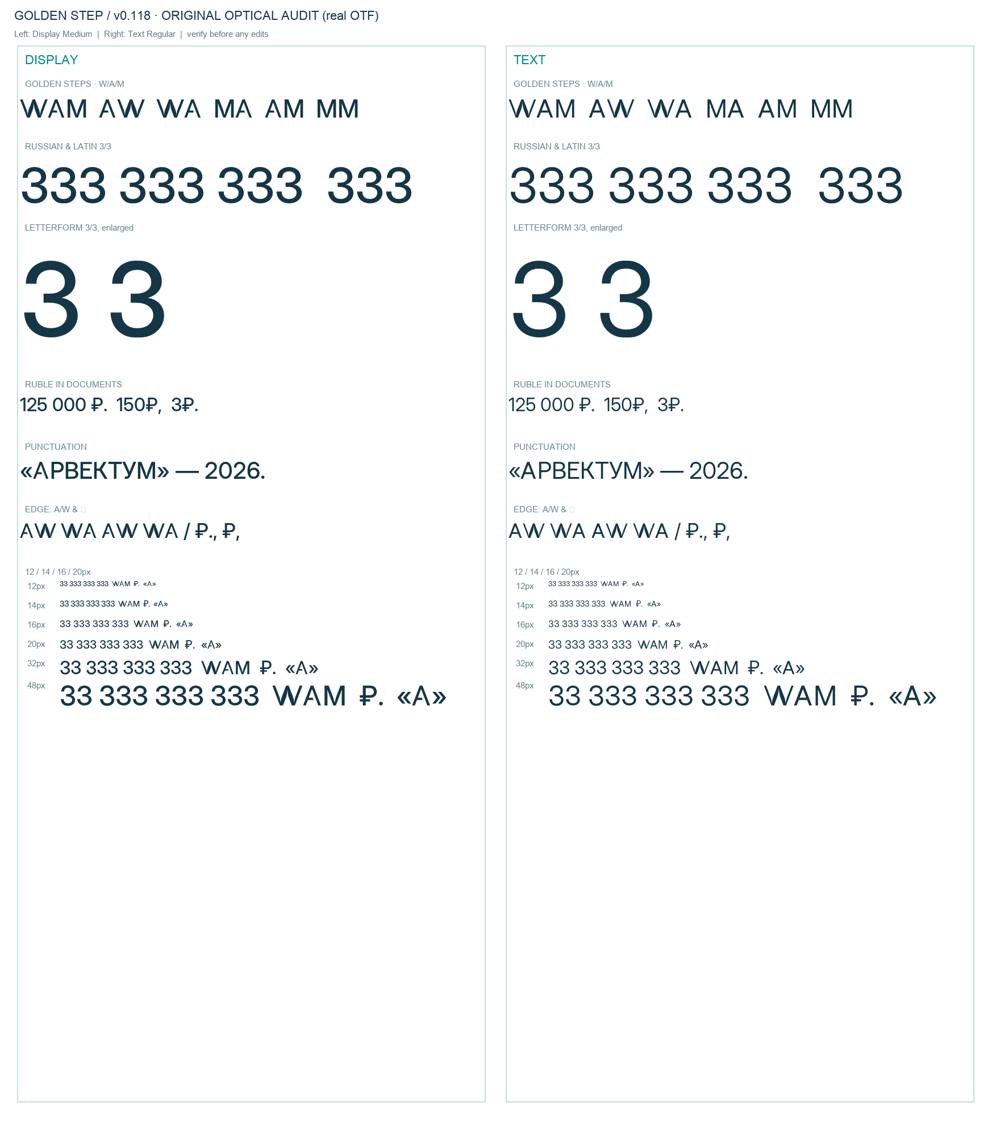 GOLDEN STEP / v0.118 · ORIGINAL OPTICAL AUDIT (real OTF)
Left: Display Medium | Right: Text Regular | verify before any edits
DISPLAY
GOLDEN STEPS · W/A/M
WAM AW WA MA AM MM
RUSSIAN & LATIN 3/3
333 333 333 333
LETTERFORM 3/3, enlarged
3 3
RUBLE IN DOCUMENTS
125 000 ₽. 150₽, 3₽.
PUNCTUATION
«АРВЕКТУМ» — 2026.
EDGE: A/W & □
AW WA AW WA / ₽., ₽,
12 / 14 / 16 / 20px
12px 33 333 333 333 WAM ₽. «A»
14px 33 333 333 333 WAM ₽. «A»
16px 33 333 333 333 WAM ₽. «A»
20px 33 333 333 333 WAM ₽. «A»
32px 33 333 333 333 WAM ₽. «A»
48px 33 333 333 333 WAM ₽. «A»
TEXT
GOLDEN STEPS · W/A/M
WAM AW WA MA AM MM
RUSSIAN & LATIN 3/3
333 333 333 333
LETTERFORM 3/3, enlarged
3 3
RUBLE IN DOCUMENTS
125 000 ₽. 150₽, 3₽.
PUNCTUATION
«АРВЕКТУМ» — 2026.
EDGE: A/W & □
AW WA AW WA / ₽., ₽,
12 / 14 / 16 / 20px
12px 33 333 333 333 WAM ₽. «A»
14px 33 333 333 333 WAM ₽. «A»
16px 33 333 333 333 WAM ₽. «A»
20px 33 333 333 333 WAM ₽. «A»
32px 33 333 333 333 WAM ₽. «A»
48px 33 333 333 333 WAM ₽. «A»